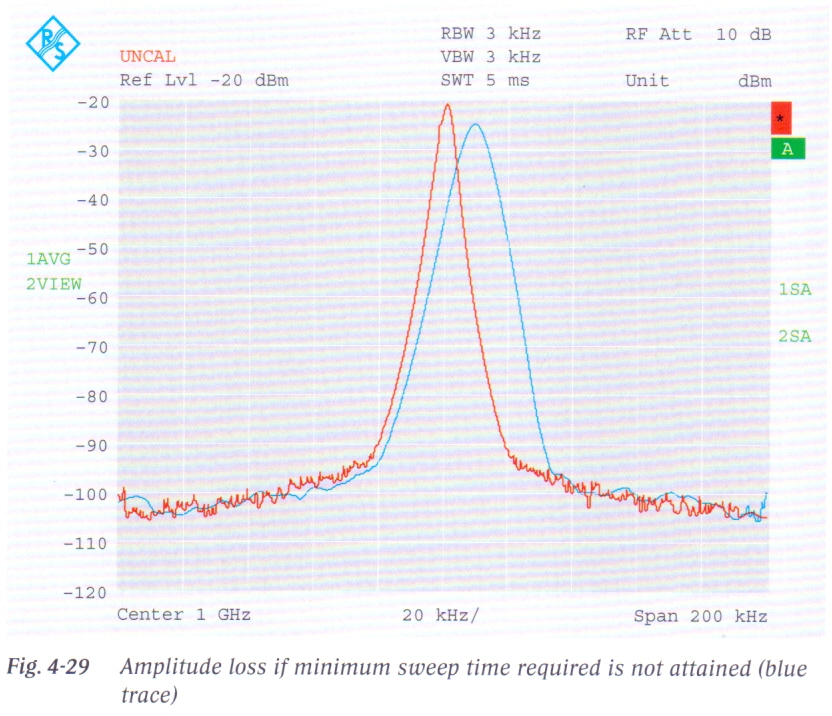 R/S
RBW 3 kHz RF Att 10 dB
UNCAL VBW 3 kHz
Ref Lvl -20 dBm SWT 5 ms Unit dBm
-20
*
-30 A
-40
-50
1AVG
2VIEW
-60 1SA
-70 2SA
-80
-90
-100
-110
-120
Center 1 GHz 20 kHz/ Span 200 kHz
Fig. 4-29 Amplitude loss if minimum sweep time required is not attained (blue
trace)